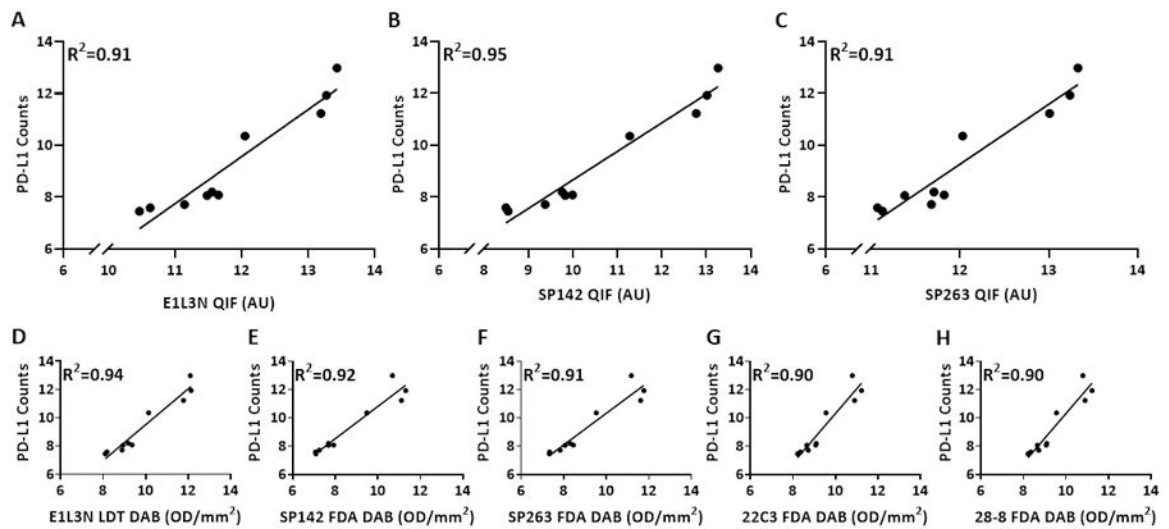 A
R²=0.91
PD-L1 Counts
14
12
10
8
6
6 10 11 12 13 14
E1L3N QIF (AU)
B
R²=0.95
PD-L1 Counts
14
12
10
8
6
6 8 9 10 11 12 13 14
SP142 QIF (AU)
C
R²=0.91
PD-L1 Counts
14
12
10
8
6
6 11 12 13 14
SP263 QIF (AU)
D
R²=0.94
PD-L1 Counts
14
12
10
8
6
6 8 10 12 14
E1L3N LDT DAB (OD/mm²)
E
R²=0.92
PD-L1 Counts
14
12
10
8
6
6 8 10 12 14
SP142 FDA DAB (OD/mm²)
F
R²=0.91
PD-L1 Counts
14
12
10
8
6
6 8 10 12 14
SP263 FDA DAB (OD/mm²)
G
R²=0.90
PD-L1 Counts
14
12
10
8
6
6 8 10 12 14
22C3 FDA DAB (OD/mm²)
H
R²=0.90
PD-L1 Counts
14
12
10
8
6
6 8 10 12 14
28-8 FDA DAB (OD/mm²)